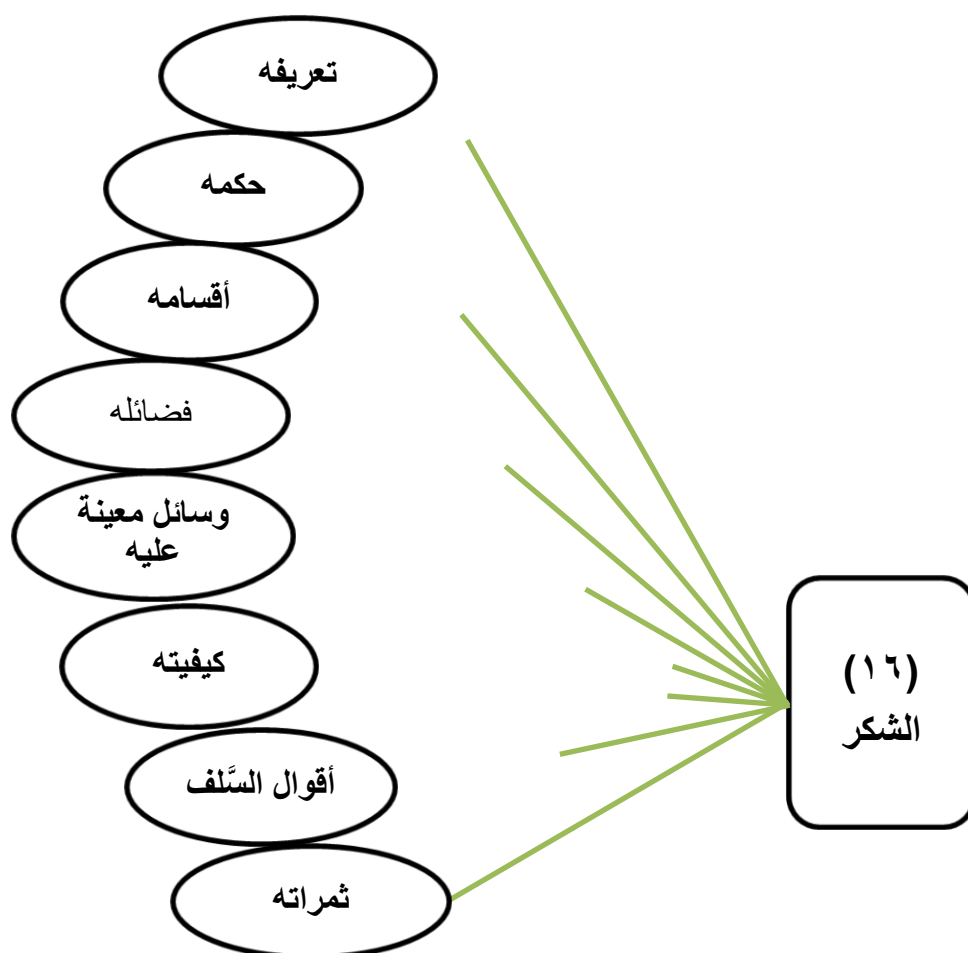 (١٦)
الشكر
تعريفه
حكمه
أقسامه
فضائله
وسائل معينة
عليه
كيفيته
أقوال السَّلف
ثمراته